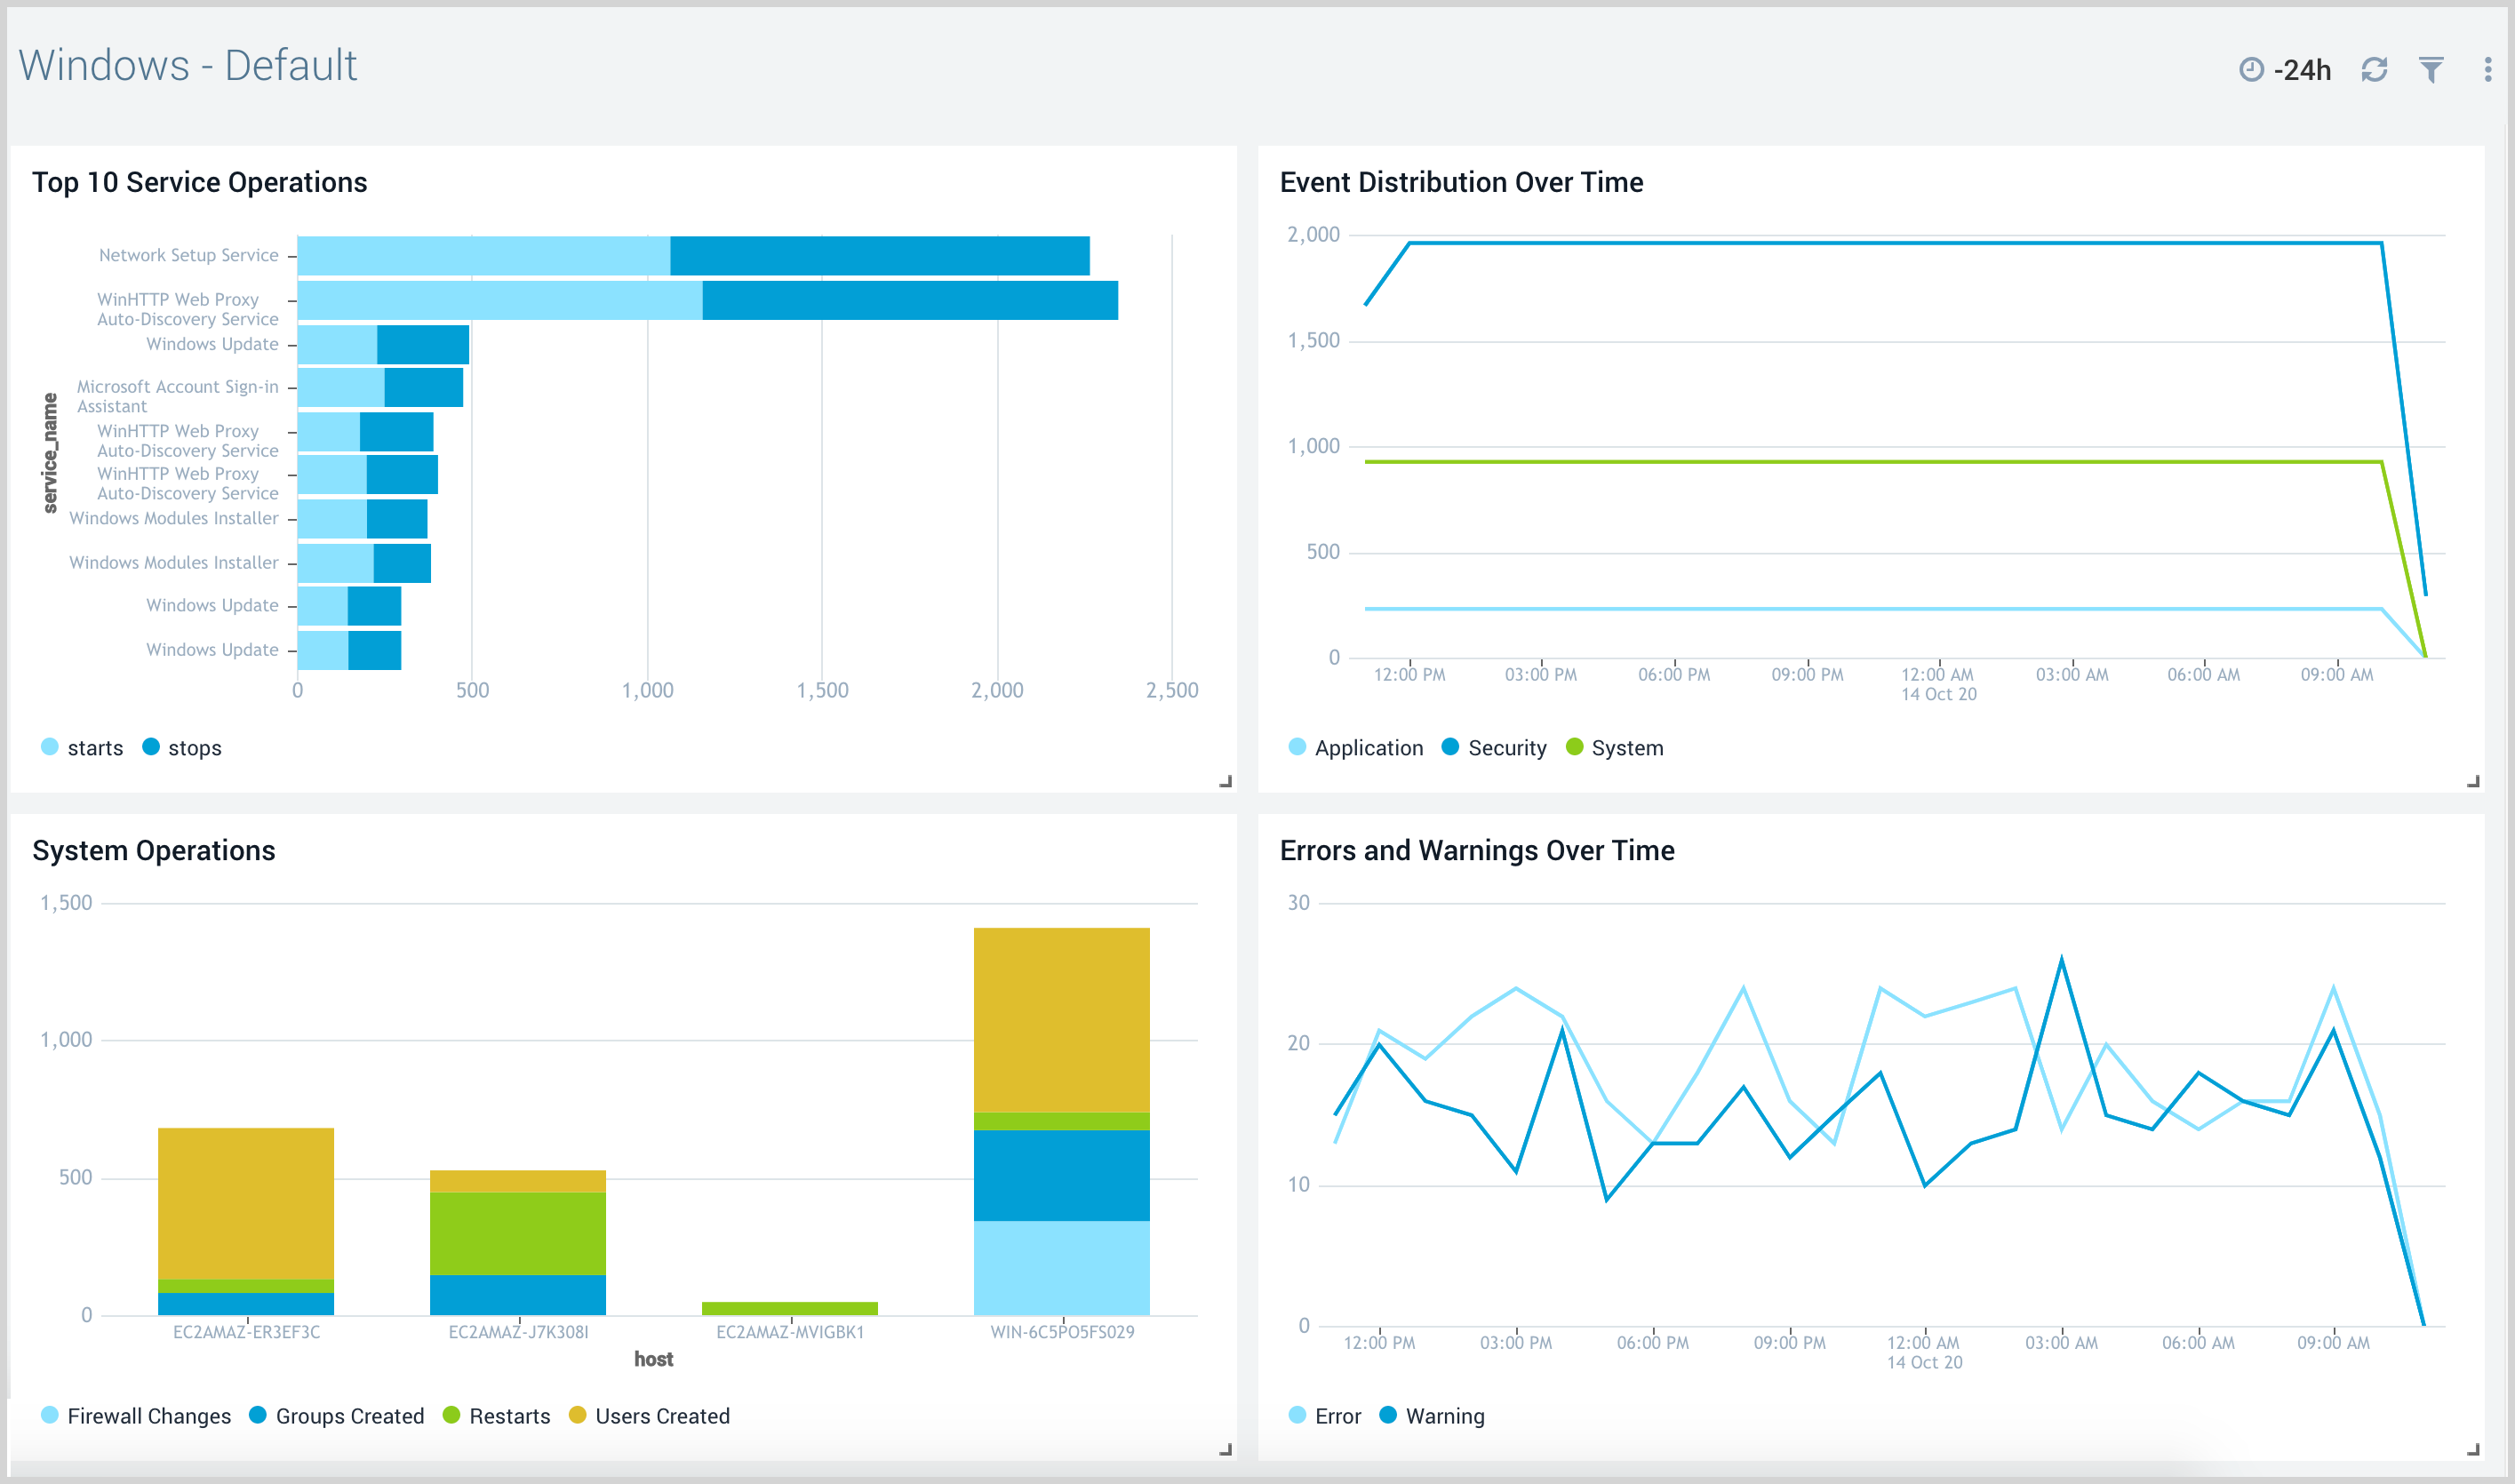 Windows - Default
-24h
Top 10 Service Operations
service_name
Network Setup Service
WinHTTP Web Proxy
Auto-Discovery Service
Windows Update
Microsoft Account Sign-in
Assistant
WinHTTP Web Proxy
Auto-Discovery Service
WinHTTP Web Proxy
Auto-Discovery Service
Windows Modules Installer
Windows Modules Installer
Windows Update
Windows Update
0 500 1,000 1,500 2,000 2,500
starts stops
Event Distribution Over Time
2,000
1,500
1,000
500
0
12:00 PM 03:00 PM 06:00 PM 09:00 PM 12:00 AM 03:00 AM 06:00 AM 09:00 AM
14 Oct 20
Application Security System
System Operations
1,500
1,000
500
0
EC2AMAZ-ER3EF3C EC2AMAZ-J7K308I EC2AMAZ-MVIGBK1 WIN-6C5PO5FS029
host
Firewall Changes Groups Created Restarts Users Created
Errors and Warnings Over Time
30
20
10
0
12:00 PM 03:00 PM 06:00 PM 09:00 PM 12:00 AM 03:00 AM 06:00 AM 09:00 AM
14 Oct 20
Error Warning